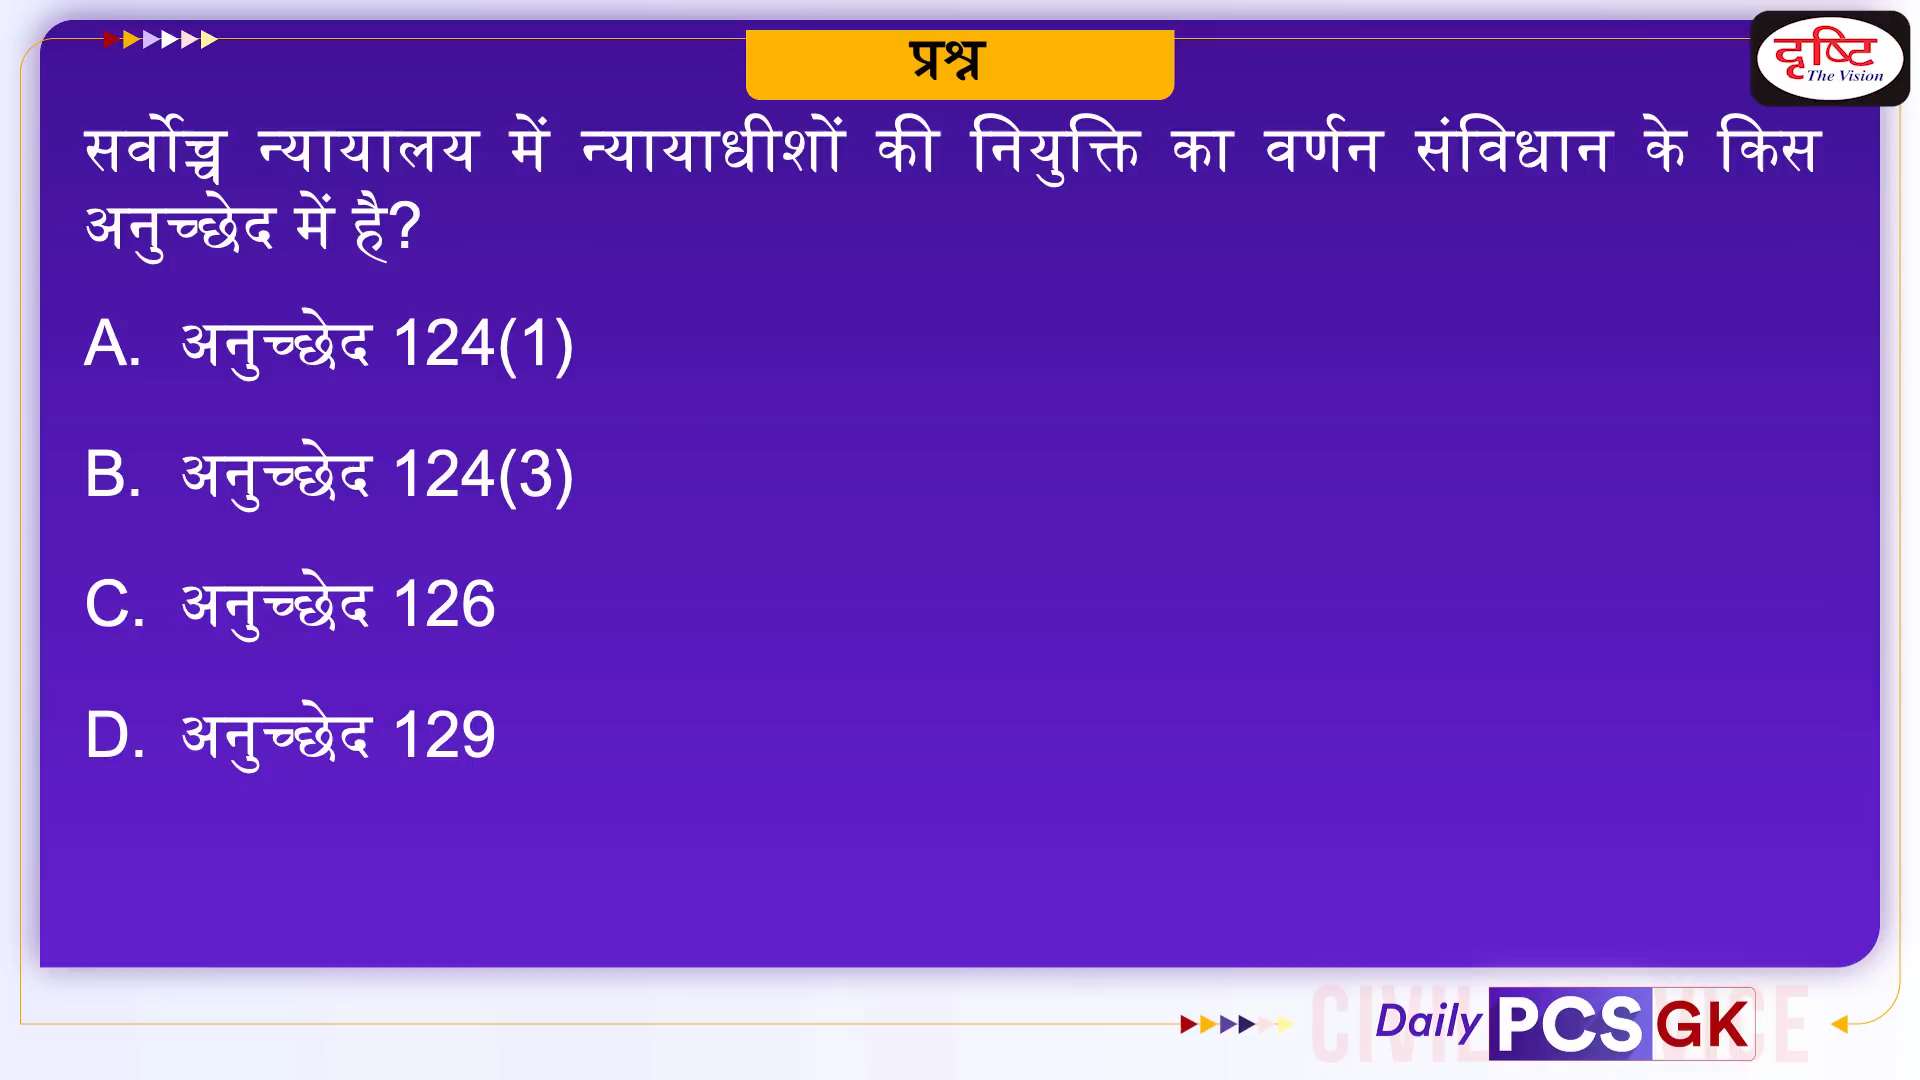 प्रश्न
दृष्टि
The Vision
सर्वोच्च न्यायालय में न्यायाधीशों की नियुक्ति का वर्णन संविधान के किस
अनुच्छेद में है?
A. अनुच्छेद 124(1)
B. अनुच्छेद 124(3)
C. अनुच्छेद 126
D. अनुच्छेद 129
Daily PCS GK